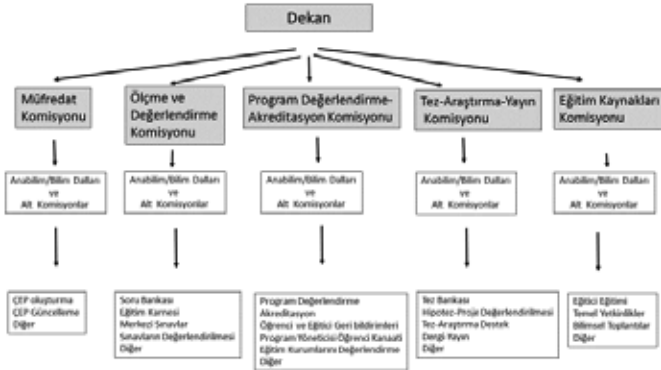 Dekan
Müfredat
Komisyonu
Ölçme ve
Değerlendirme
Komisyonu
Program Değerlendirme-
Akreditasyon Komisyonu
Tez-Araştırma-Yayın
Komisyonu
Eğitim Kaynakları
Komisyonu
Anabilim/Bilim Dalları
ve
Alt Komisyonlar
Anabilim/Bilim Dalları
ve
Alt Komisyonlar
Anabilim/Bilim Dalları
ve
Alt Komisyonlar
Anabilim/Bilim Dalları
ve
Alt Komisyonlar
Anabilim/Bilim Dalları
ve
Alt Komisyonlar
ÇEP oluşturma
ÇEP Güncelleme
Diğer
Soru Bankası
Eğitim Karnesi
Merkezi Sınavlar
Sınavların Değerlendirilmesi
Diğer
Program Değerlendirme
Akreditasyon
Öğrenci ve Eğitici Geri bildirimleri
Program Yöneticisi Öğrenci Kanaati
Eğitim Kurumlarını Değerlendirme
Diğer
Tez Bankası
Hipotez-Proje Değerlendirilmesi
Tez-Araştırma Destek
Dergi Yayın
Diğer
Eğitici Eğitimi
Temel Yetkinlikler
Bilimsel Toplantılar
Diğer